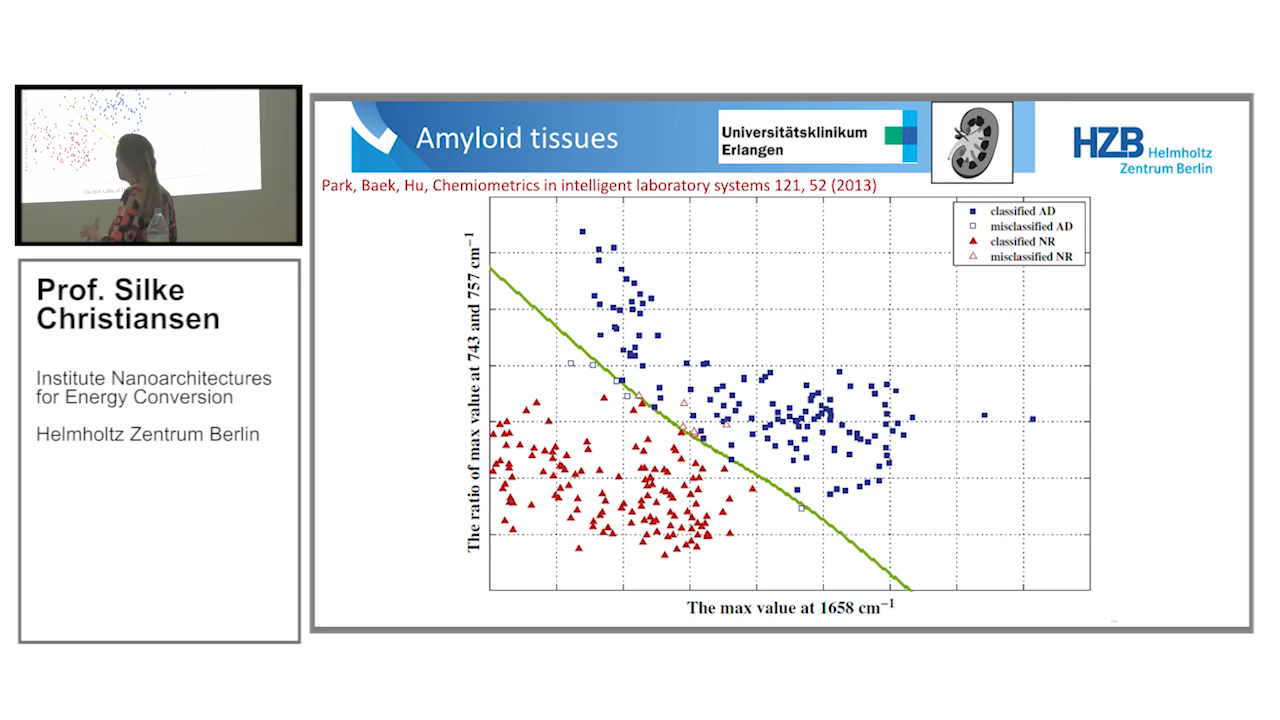 Amyloid tissues
Universitätsklinikum
Erlangen
HZB Helmholtz
Zentrum Berlin
Park, Baek, Hu, Chemiometrics in intelligent laboratory systems 121, 52 (2013)
classified AD
misclassified AD
classified NR
misclassified NR
The ratio of max value at 743 and 757 cm⁻¹
The max value at 1658 cm⁻¹
Prof. Silke
Christiansen
Institute Nanoarchitectures
for Energy Conversion
Helmholtz Zentrum Berlin